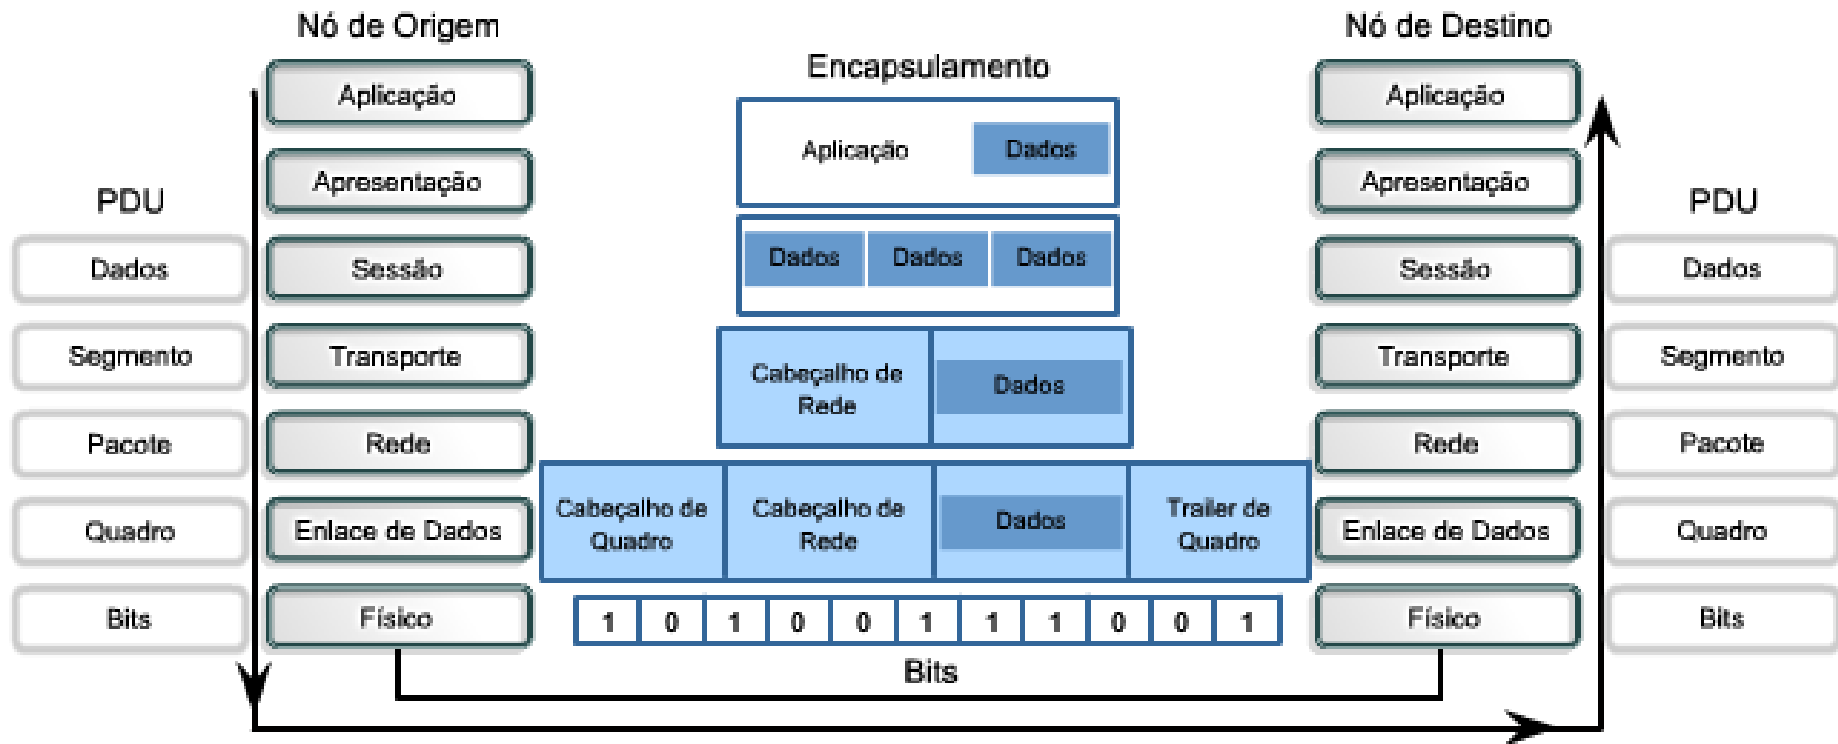 Nó de Origem
Aplicação
Apresentação
Sessão
Transporte
Rede
Enlace de Dados
Físico
PDU
Dados
Segmento
Pacote
Quadro
Bits
Encapsulamento
Aplicação
Dados
Dados
Dados
Dados
Cabeçalho de
Rede
Dados
Cabeçalho de
Quadro
Cabeçalho de
Rede
Dados
Trailer de
Quadro
1 0 1 0 0 1 1 1 0 0 1
Bits
Nó de Destino
Aplicação
Apresentação
Sessão
Transporte
Rede
Enlace de Dados
Físico
PDU
Dados
Segmento
Pacote
Quadro
Bits